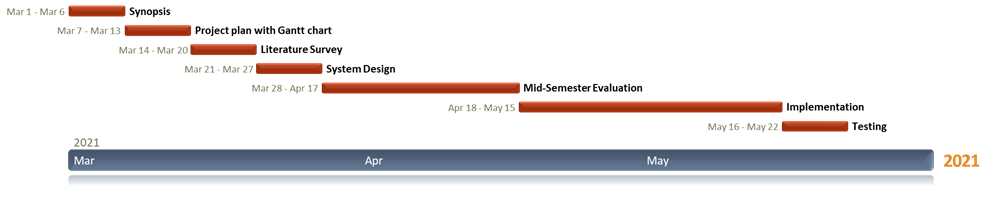 Mar 1 - Mar 6 Synopsis
Mar 7 - Mar 13 Project plan with Gantt chart
Mar 14 - Mar 20 Literature Survey
Mar 21 - Mar 27 System Design
Mar 28 - Apr 17 Mid-Semester Evaluation
Apr 18 - May 15 Implementation
May 16 - May 22 Testing
2021
Mar Apr May 2021